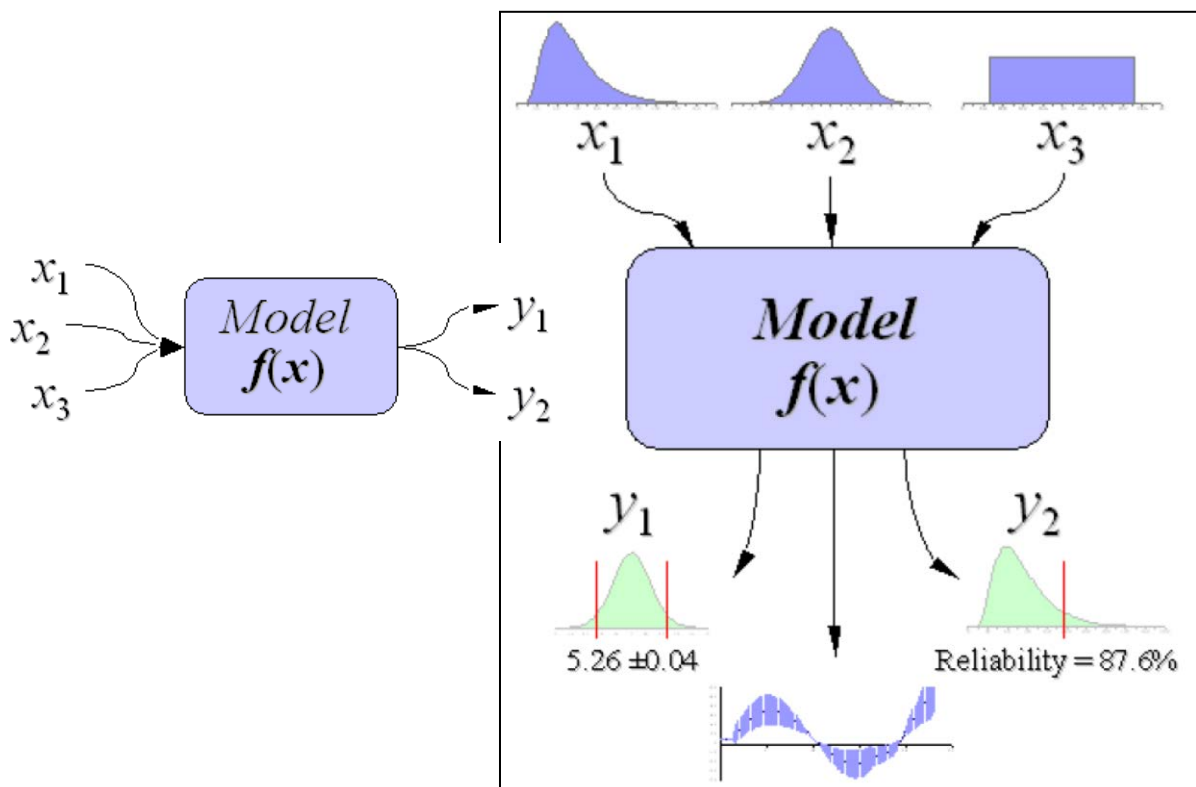 x₁
x₂
x₃
Model
f(x)
y₁
y₂
x₁
x₂
x₃
Model
f(x)
y₁
y₂
5.26 ±0.04
Reliability = 87.6%